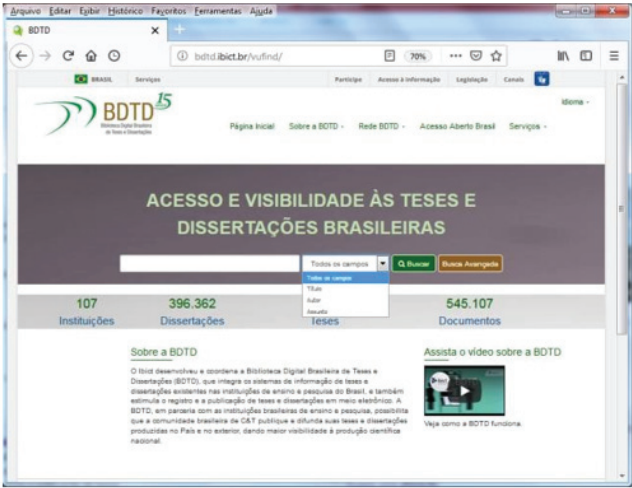 Arquivo Editar Exibir Histórico Favoritos Ferramentas Ajuda
BDTD
bdtd.ibict.br/vufind/
70%
BRASIL Serviços Participe Acesso à informação Legislação Canais
BDTD 15
Biblioteca Digital Brasileira
de Teses e Dissertações
Idioma
Página Inicial Sobre a BDTD Rede BDTD Acesso Aberto Brasil Serviços
ACESSO E VISIBILIDADE ÀS TESES E
DISSERTAÇÕES BRASILEIRAS
Todos os campos Buscar Busca Avançada
Todos os campos
Título
Autor
Assunto
107 396.362 545.107
Instituições Dissertações Teses Documentos
Sobre a BDTD
O Ibict desenvolveu e coordena a Biblioteca Digital Brasileira de Teses e
Dissertações (BDTD), que integra os sistemas de informação de teses e
dissertações existentes nas instituições de ensino e pesquisa do Brasil, e também
estimula o registro e a publicação de teses e dissertações em meio eletrônico. A
BDTD, em parceria com as instituições brasileiras de ensino e pesquisa, possibilita
que a comunidade brasileira de C&T publique e difunda suas teses e dissertações
produzidas no País e no exterior, dando maior visibilidade à produção científica
nacional.
Assista o vídeo sobre a BDTD
Veja como a BDTD funciona.